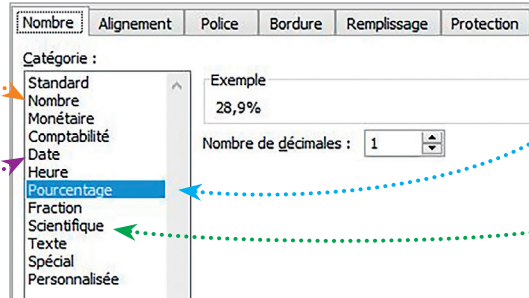 Nombre Alignement Police Bordure Remplissage Protection
Catégorie :
Standard
Nombre
Monétaire
Comptabilité
Date
Heure
Pourcentage
Fraction
Scientifique
Texte
Spécial
Personnalisée
Exemple
28,9%
Nombre de décimales : 1